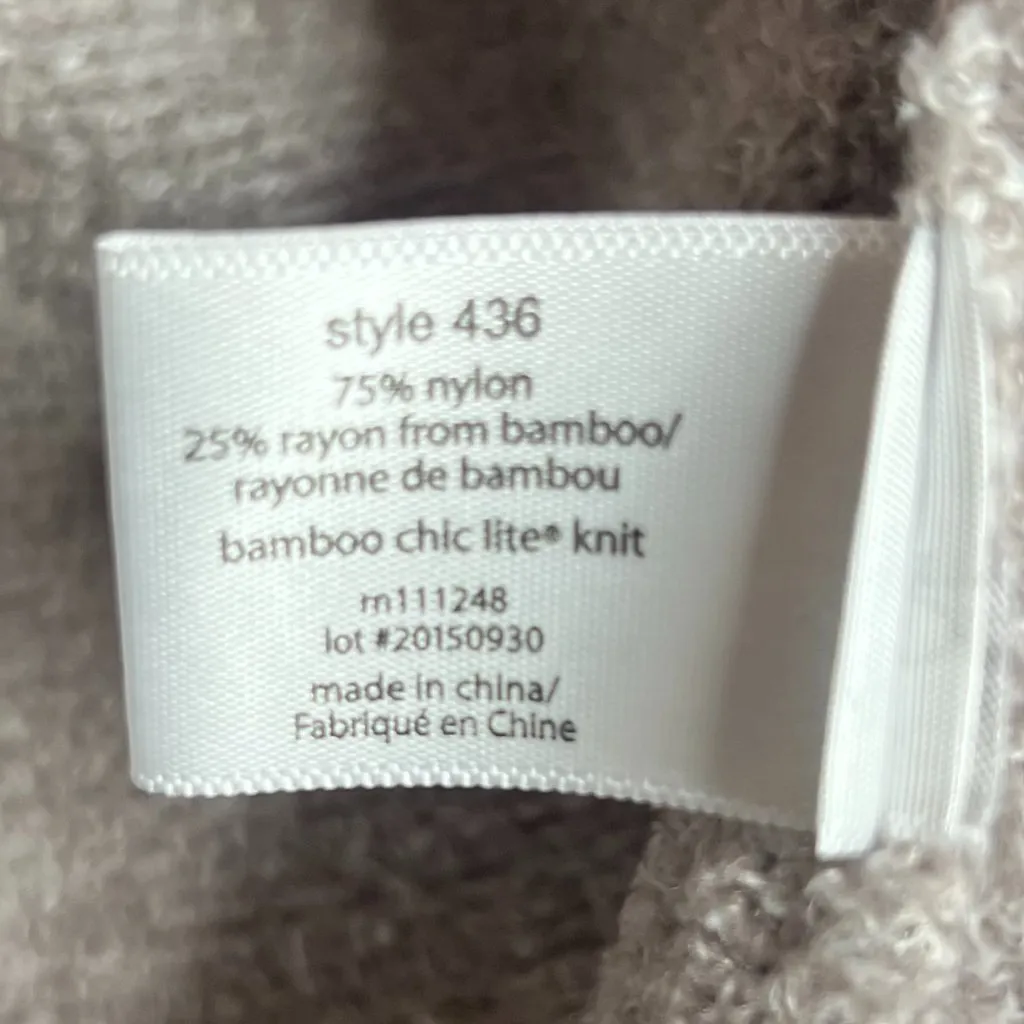 style 436
75% nylon
25% rayon from bamboo/
rayonne de bambou
bamboo chic lite® knit
rn111248
lot #20150930
made in china/
Fabriqué en Chine